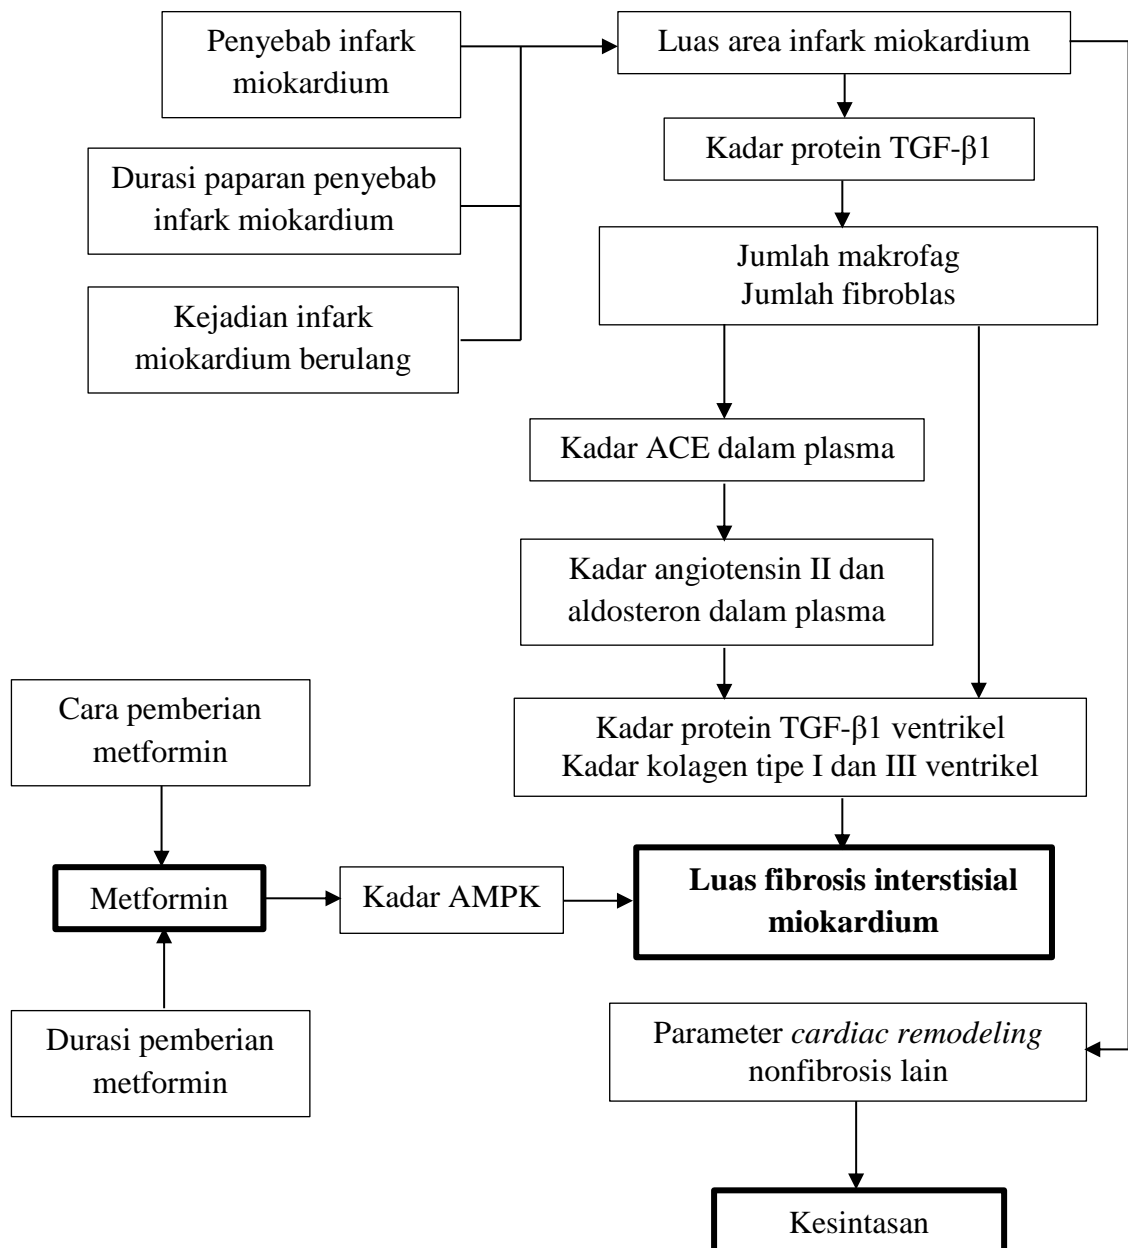 Penyebab infark
miokardium
Luas area infark miokardium
Kadar protein TGF-β1
Durasi paparan penyebab
infark miokardium
Jumlah makrofag
Jumlah fibroblas
Kejadian infark
miokardium berulang
Kadar ACE dalam plasma
Kadar angiotensin II dan
aldosteron dalam plasma
Cara pemberian
metformin
Kadar protein TGF-β1 ventrikel
Kadar kolagen tipe I dan III ventrikel
Metformin
Kadar AMPK
Luas fibrosis interstisial
miokardium
Durasi pemberian
metformin
Parameter cardiac remodeling
nonfibrosis lain
Kesintasan